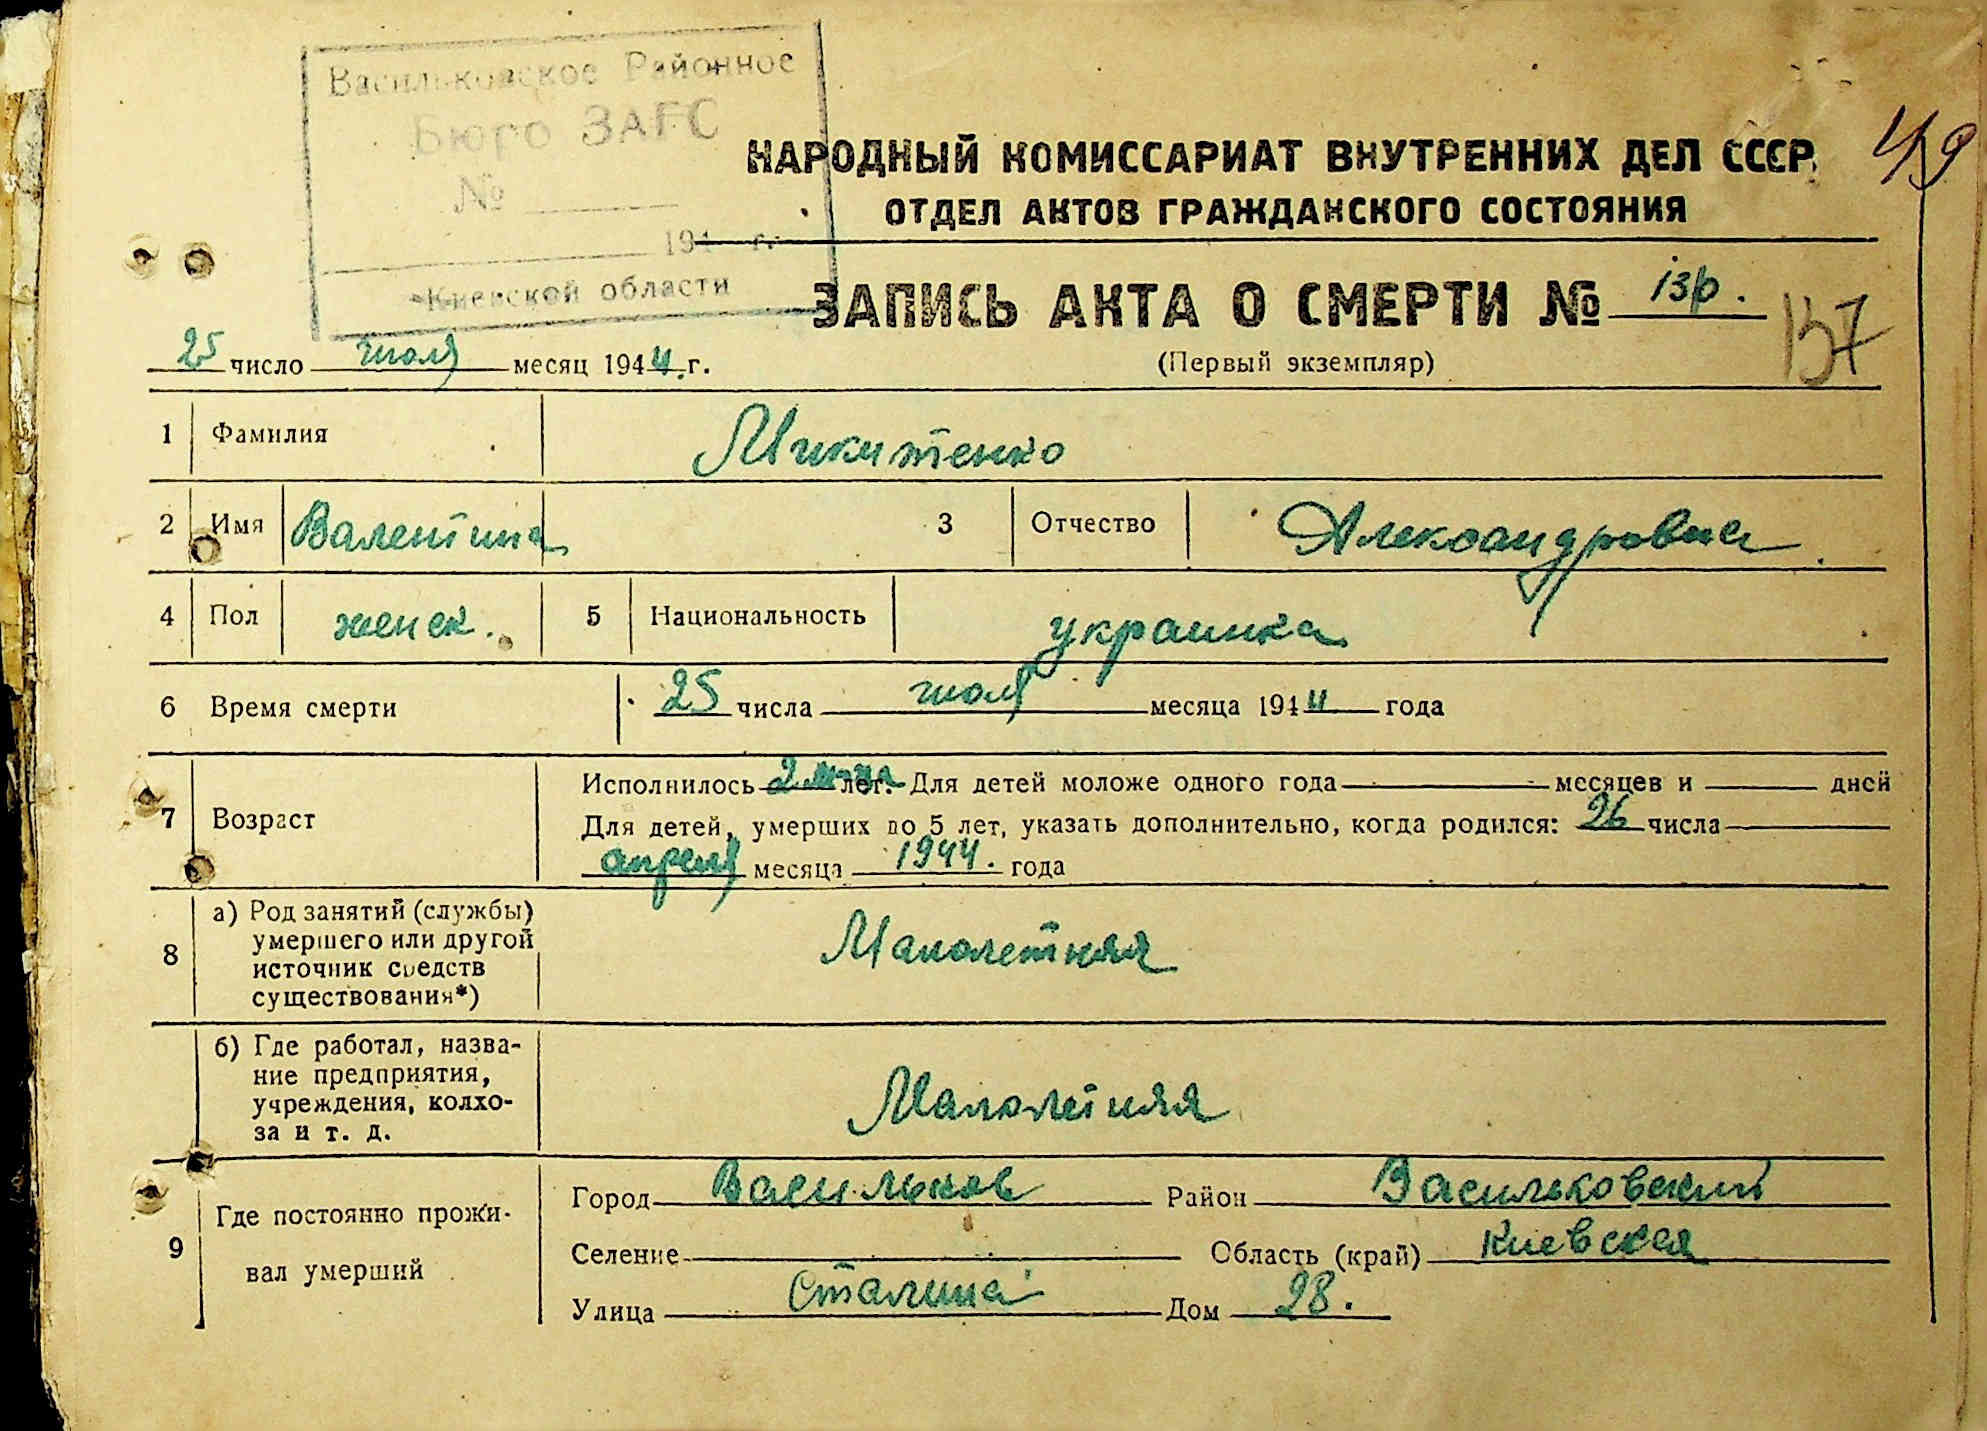 Васильковское Районное
Бюро ЗАГС
№
194 г.
Киевской области
49
НАРОДНЫЙ КОМИССАРИАТ ВНУТРЕННИХ ДЕЛ СССР
ОТДЕЛ АКТОВ ГРАЖДАНСКОГО СОСТОЯНИЯ
ЗАПИСЬ АКТА О СМЕРТИ №
137
25 число июля месяц 1944 г.
(Первый экземпляр)
1 Фамилия Микитенко
2 Имя Валентина 3 Отчество Александровна
4 Пол женск. 5 Национальность украинка
6 Время смерти 25 числа июля месяца 1944 года
7 Возраст
Исполнилось 2 м-ца лет. Для детей моложе одного года месяцев и дней
Для детей, умерших до 5 лет, указать дополнительно, когда родился: 26 числа
апреля месяца 1944. года
8 а) Род занятий (службы)
умершего или другой
источник средств
существования*)
Малолетняя
б) Где работал, назва-
ние предприятия,
учреждения, колхо-
за и т. д.
Малолетняя
9 Где постоянно прожи-
вал умерший
Город Васильков Район Васильковский
Селение Область (край) Киевская
Улица Сталина Дом 28.